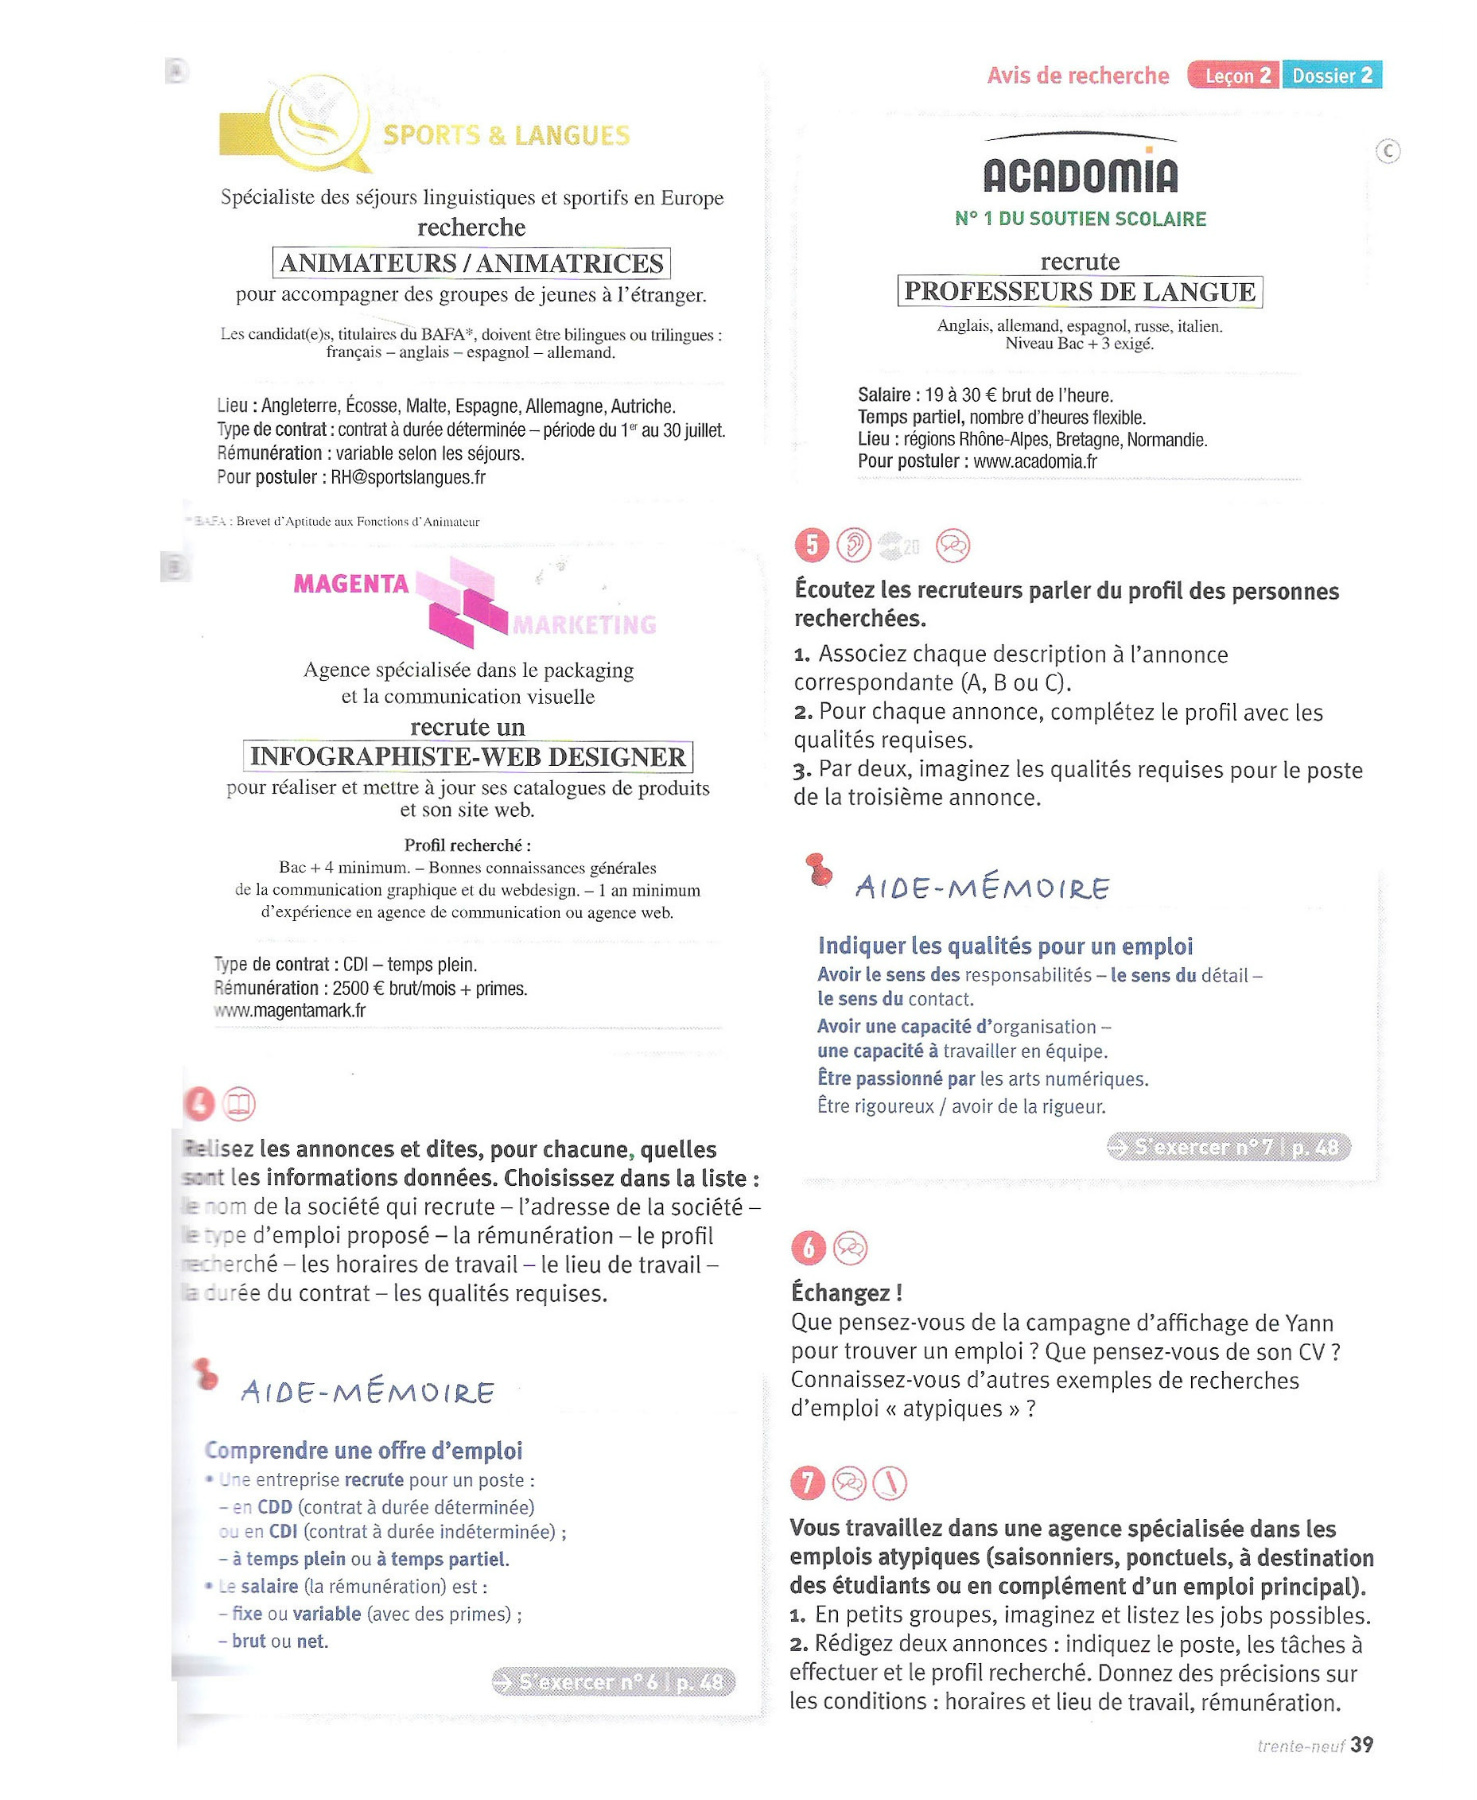 Avis de recherche Leçon 2 Dossier 2
A
SPORTS & LANGUES
Spécialiste des séjours linguistiques et sportifs en Europe
recherche
ANIMATEURS / ANIMATRICES
pour accompagner des groupes de jeunes à l'étranger.
Les candidat(e)s, titulaires du BAFA*, doivent être bilingues ou trilingues :
français – anglais – espagnol – allemand.
Lieu : Angleterre, Écosse, Malte, Espagne, Allemagne, Autriche.
Type de contrat : contrat à durée déterminée – période du 1er au 30 juillet.
Rémunération : variable selon les séjours.
Pour postuler : RH@sportslangues.fr
* BAFA : Brevet d'Aptitude aux Fonctions d'Animateur
B
MAGENTA
MARKETING
Agence spécialisée dans le packaging
et la communication visuelle
recrute un
INFOGRAPHISTE-WEB DESIGNER
pour réaliser et mettre à jour ses catalogues de produits
et son site web.
Profil recherché :
Bac + 4 minimum. – Bonnes connaissances générales
de la communication graphique et du webdesign. – 1 an minimum
d'expérience en agence de communication ou agence web.
Type de contrat : CDI – temps plein.
Rémunération : 2500 € brut/mois + primes.
www.magentamark.fr
4
Relisez les annonces et dites, pour chacune, quelles
sont les informations données. Choisissez dans la liste :
le nom de la société qui recrute – l'adresse de la société –
le type d'emploi proposé – la rémunération – le profil
recherché – les horaires de travail – le lieu de travail –
la durée du contrat – les qualités requises.
AIDE-MÉMOIRE
Comprendre une offre d'emploi
• Une entreprise recrute pour un poste :
– en CDD (contrat à durée déterminée)
ou en CDI (contrat à durée indéterminée) ;
– à temps plein ou à temps partiel.
• Le salaire (la rémunération) est :
– fixe ou variable (avec des primes) ;
– brut ou net.
→ S'exercer n° 6 | p. 48
C
ACADOMIA
N° 1 DU SOUTIEN SCOLAIRE
recrute
PROFESSEURS DE LANGUE
Anglais, allemand, espagnol, russe, italien.
Niveau Bac + 3 exigé.
Salaire : 19 à 30 € brut de l'heure.
Temps partiel, nombre d'heures flexible.
Lieu : régions Rhône-Alpes, Bretagne, Normandie.
Pour postuler : www.acadomia.fr
5 20
Écoutez les recruteurs parler du profil des personnes
recherchées.
1. Associez chaque description à l'annonce
correspondante (A, B ou C).
2. Pour chaque annonce, complétez le profil avec les
qualités requises.
3. Par deux, imaginez les qualités requises pour le poste
de la troisième annonce.
AIDE-MÉMOIRE
Indiquer les qualités pour un emploi
Avoir le sens des responsabilités – le sens du détail –
le sens du contact.
Avoir une capacité d'organisation –
une capacité à travailler en équipe.
Être passionné par les arts numériques.
Être rigoureux / avoir de la rigueur.
→ S'exercer n° 7 | p. 48
6
Échangez !
Que pensez-vous de la campagne d'affichage de Yann
pour trouver un emploi ? Que pensez-vous de son CV ?
Connaissez-vous d'autres exemples de recherches
d'emploi « atypiques » ?
7
Vous travaillez dans une agence spécialisée dans les
emplois atypiques (saisonniers, ponctuels, à destination
des étudiants ou en complément d'un emploi principal).
1. En petits groupes, imaginez et listez les jobs possibles.
2. Rédigez deux annonces : indiquez le poste, les tâches à
effectuer et le profil recherché. Donnez des précisions sur
les conditions : horaires et lieu de travail, rémunération.
trente-neuf 39